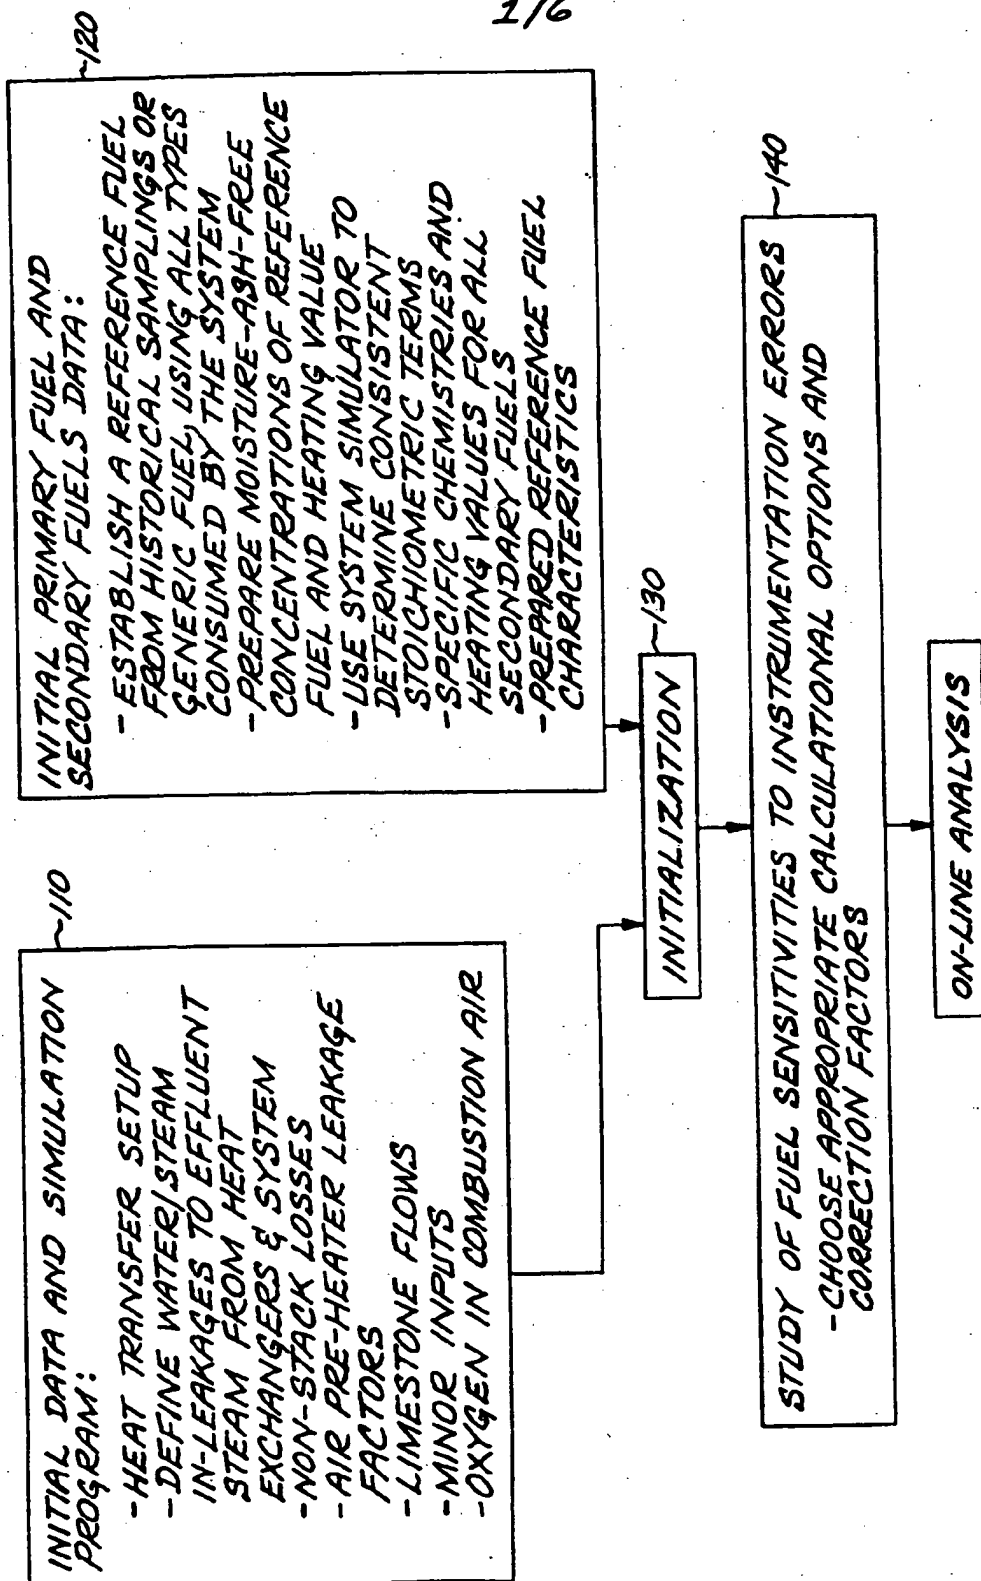 1/6
INITIAL DATA AND SIMULATION
PROGRAM:
-HEAT TRANSFER SETUP
-DEFINE WATER/STEAM
IN-LEAKAGES TO EFFLUENT
STEAM FROM HEAT
EXCHANGERS & SYSTEM
-NON-STACK LOSSES
-AIR PRE-HEATER LEAKAGE
FACTORS
-LIMESTONE FLOWS
-MINOR INPUTS
-OXYGEN IN COMBUSTION AIR
110
INITIAL PRIMARY FUEL AND
SECONDARY FUELS DATA:
-ESTABLISH A REFERENCE FUEL
FROM HISTORICAL SAMPLINGS OR
GENERIC FUEL, USING ALL TYPES
CONSUMED BY THE SYSTEM
-PREPARE MOISTURE-ASH-FREE
CONCENTRATIONS OF REFERENCE
FUEL AND HEATING VALUE
-USE SYSTEM SIMULATOR TO
DETERMINE CONSISTENT
STOICHIOMETRIC TERMS
-SPECIFIC CHEMISTRIES AND
HEATING VALUES FOR ALL
SECONDARY FUELS
-PREPARED REFERENCE FUEL
CHARACTERISTICS
120
INITIALIZATION
130
STUDY OF FUEL SENSITIVITIES TO INSTRUMENTATION ERRORS
-CHOOSE APPROPRIATE CALCULATIONAL OPTIONS AND
CORRECTION FACTORS
140
ON-LINE ANALYSIS